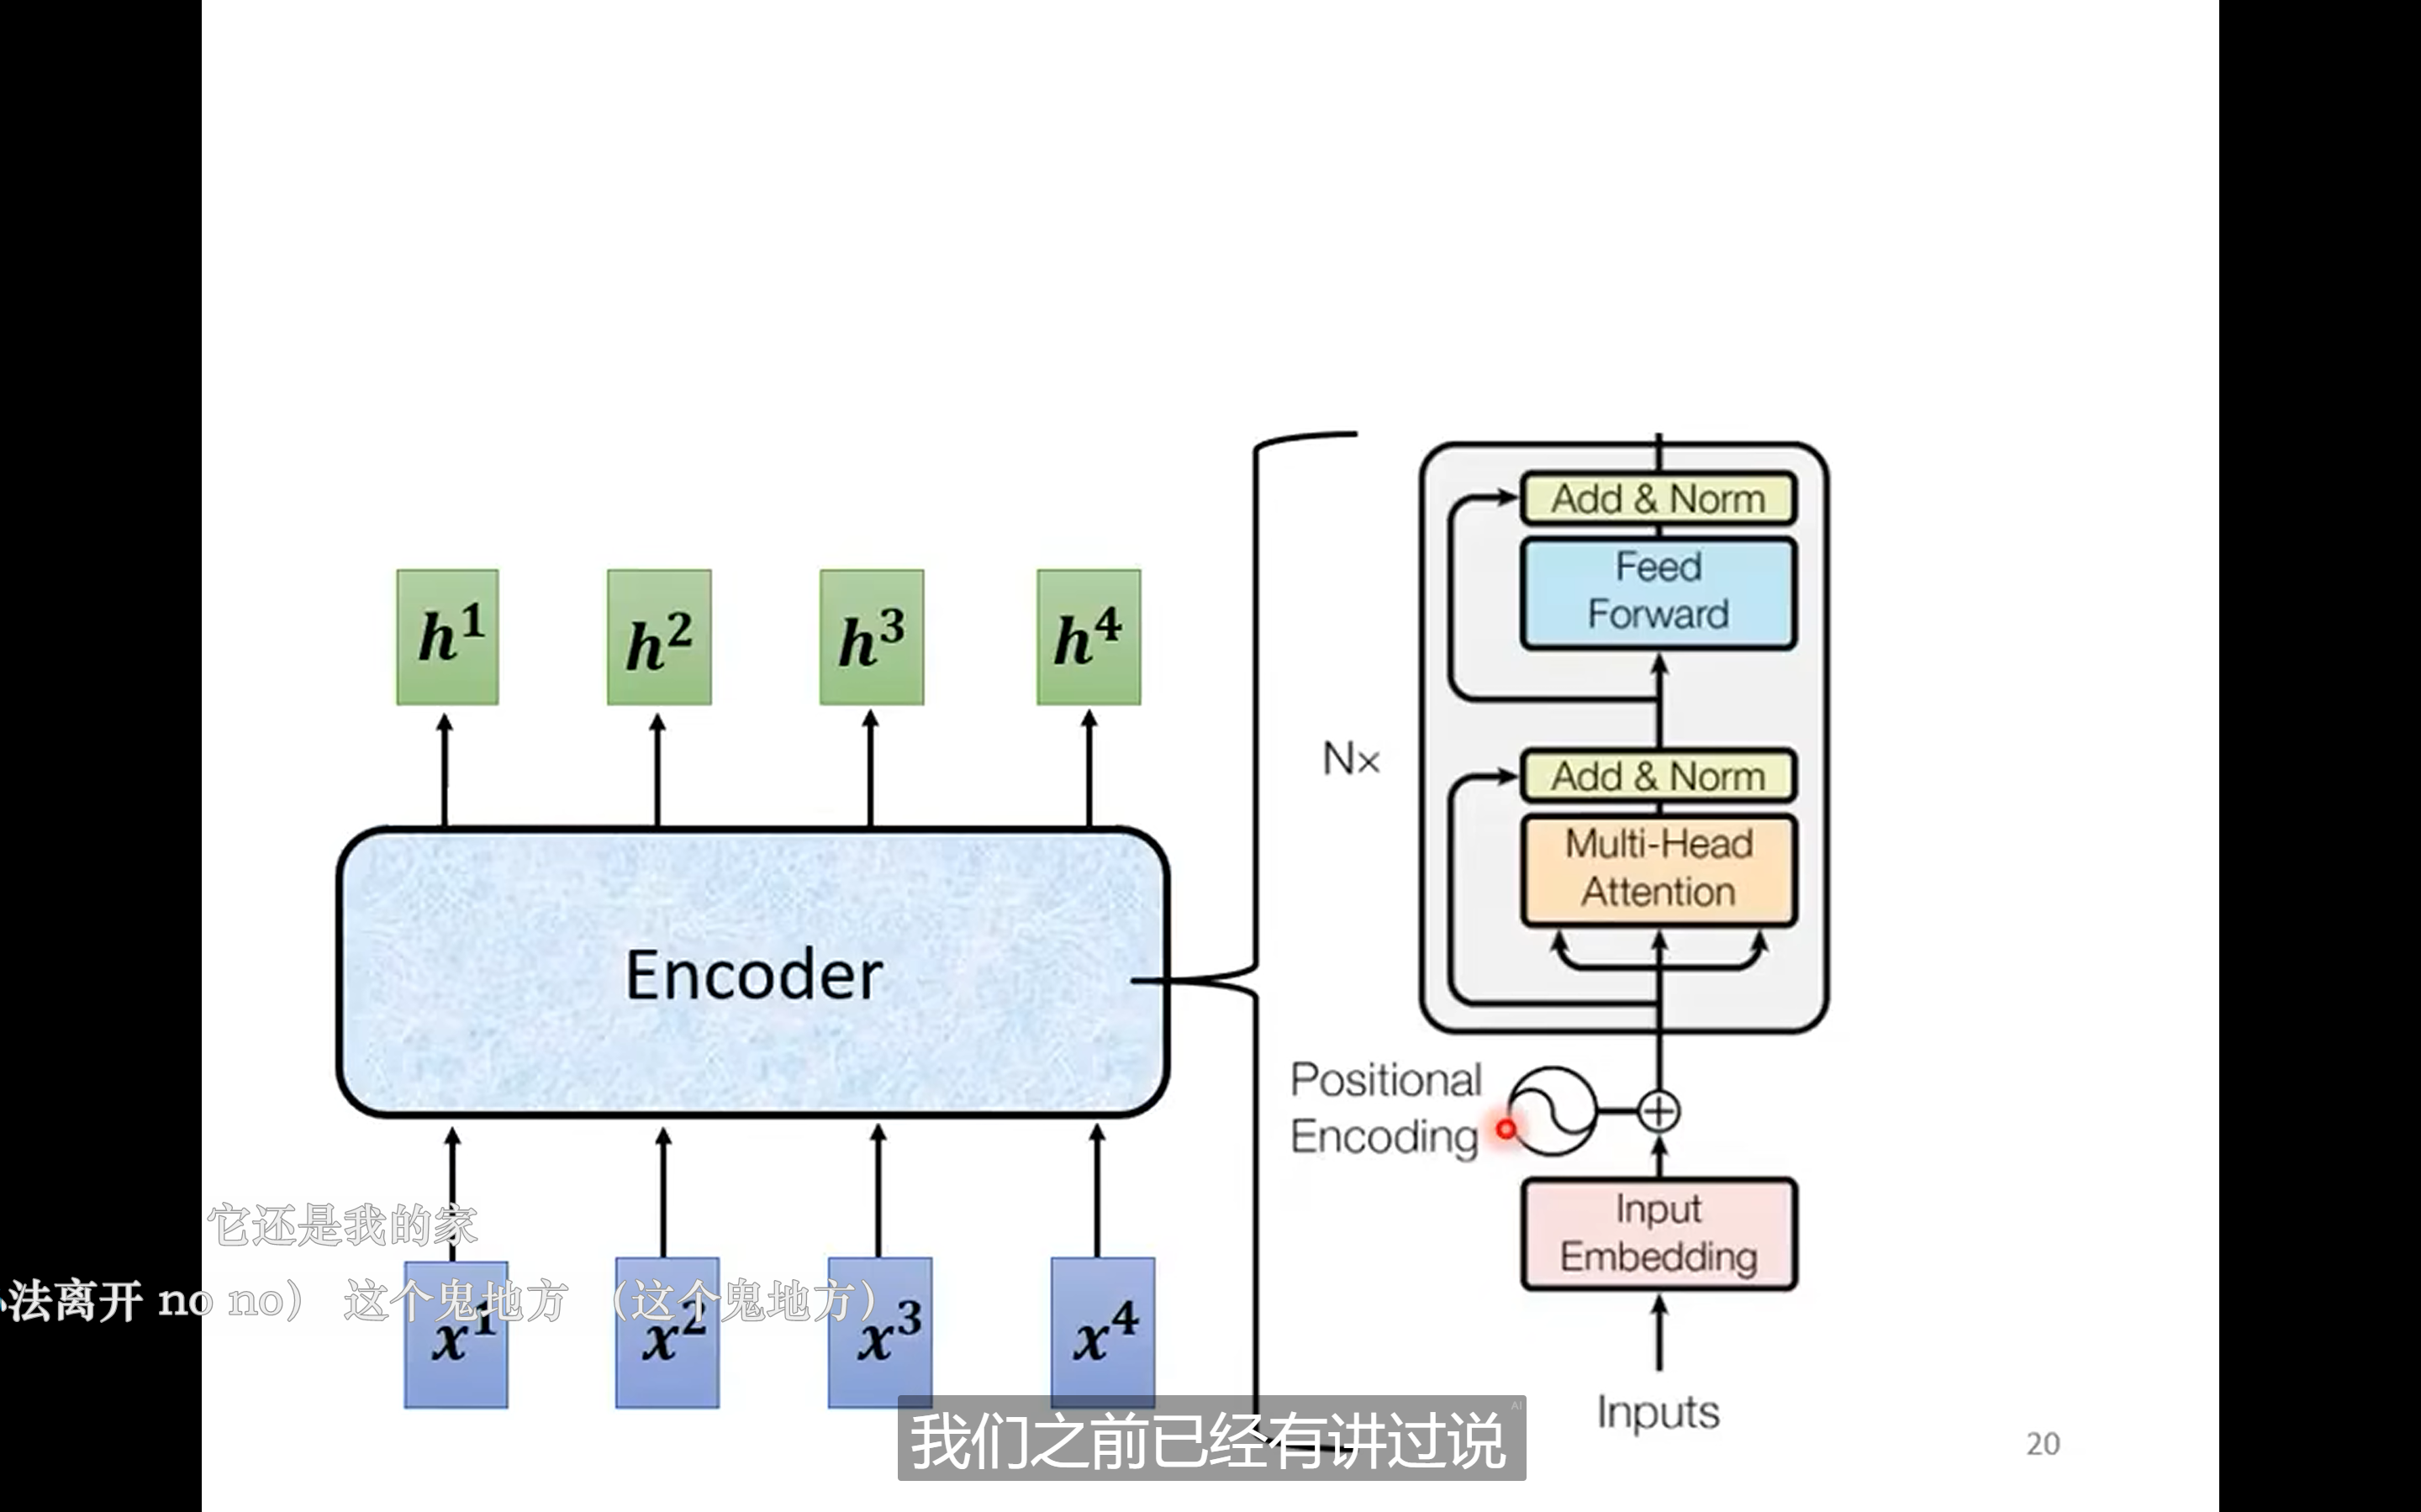 h¹ h² h³ h⁴
Encoder
它还是我的家
法离开 no no） 这个鬼地方 （这个鬼地方）
x¹ x² x³ x⁴
Add & Norm
Feed
Forward
N×
Add & Norm
Multi-Head
Attention
Positional
Encoding
Input
Embedding
Inputs
我们之前已经有讲过说
AI
20